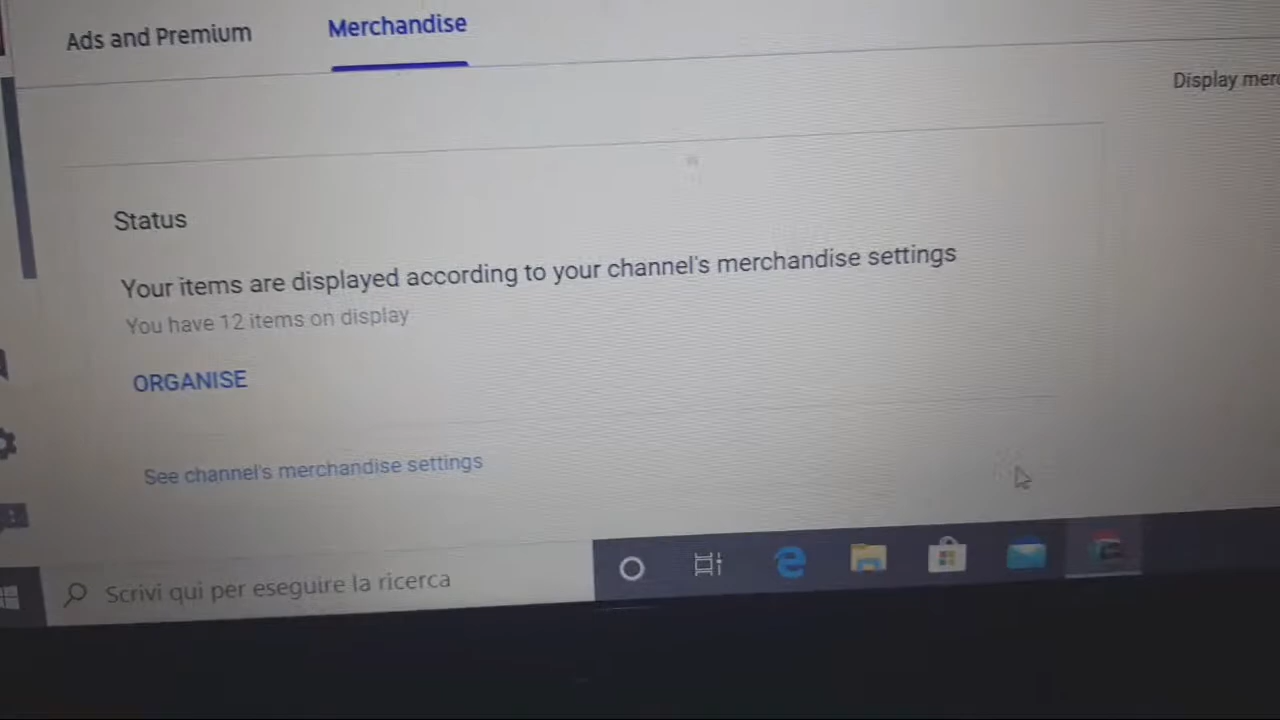 Ads and Premium
Merchandise
Display
Status
Your items are displayed according to your channel's merchandise settings
You have 12 items on display
ORGANISE
See channel's merchandise settings
Scrivi qui per eseguire la ricerca